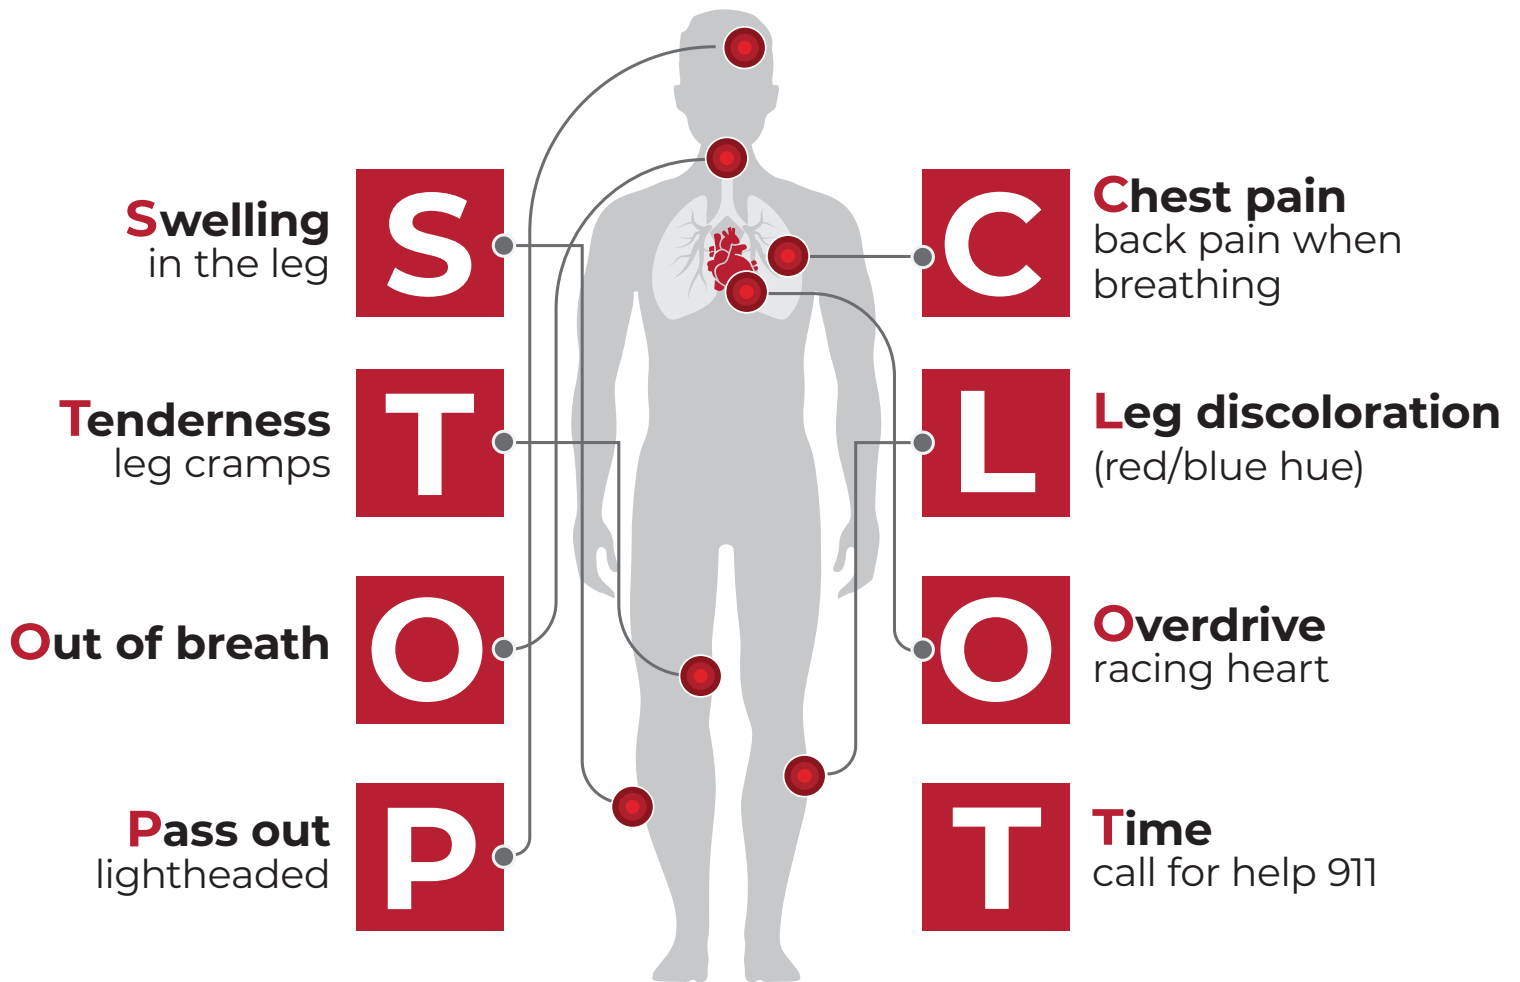 S
Swelling
in the leg
T
Tenderness
leg cramps
O
Out of breath
P
Pass out
lightheaded
C
Chest pain
back pain when
breathing
L
Leg discoloration
(red/blue hue)
O
Overdrive
racing heart
T
Time
call for help 911